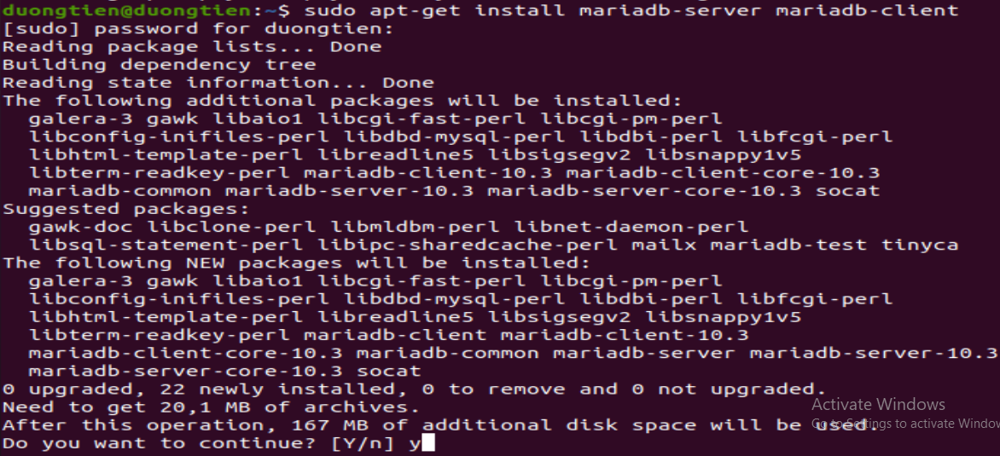 duongtien@duongtien:~$ sudo apt-get install mariadb-server mariadb-client
[sudo] password for duongtien:
Reading package lists... Done
Building dependency tree
Reading state information... Done
The following additional packages will be installed:
  galera-3 gawk libaio1 libcgi-fast-perl libcgi-pm-perl
  libconfig-inifiles-perl libdbd-mysql-perl libdbi-perl libfcgi-perl
  libhtml-template-perl libreadline5 libsigsegv2 libsnappy1v5
  libterm-readkey-perl mariadb-client-10.3 mariadb-client-core-10.3
  mariadb-common mariadb-server-10.3 mariadb-server-core-10.3 socat
Suggested packages:
  gawk-doc libclone-perl libmldbm-perl libnet-daemon-perl
  libsql-statement-perl libipc-sharedcache-perl mailx mariadb-test tinyca
The following NEW packages will be installed:
  galera-3 gawk libaio1 libcgi-fast-perl libcgi-pm-perl
  libconfig-inifiles-perl libdbd-mysql-perl libdbi-perl libfcgi-perl
  libhtml-template-perl libreadline5 libsigsegv2 libsnappy1v5
  libterm-readkey-perl mariadb-client mariadb-client-10.3
  mariadb-client-core-10.3 mariadb-common mariadb-server mariadb-server-10.3
  mariadb-server-core-10.3 socat
0 upgraded, 22 newly installed, 0 to remove and 0 not upgraded.
Need to get 20,1 MB of archives.
After this operation, 167 MB of additional disk space will be used.
Do you want to continue? [Y/n] y
Activate Windows
Go to Settings to activate Window